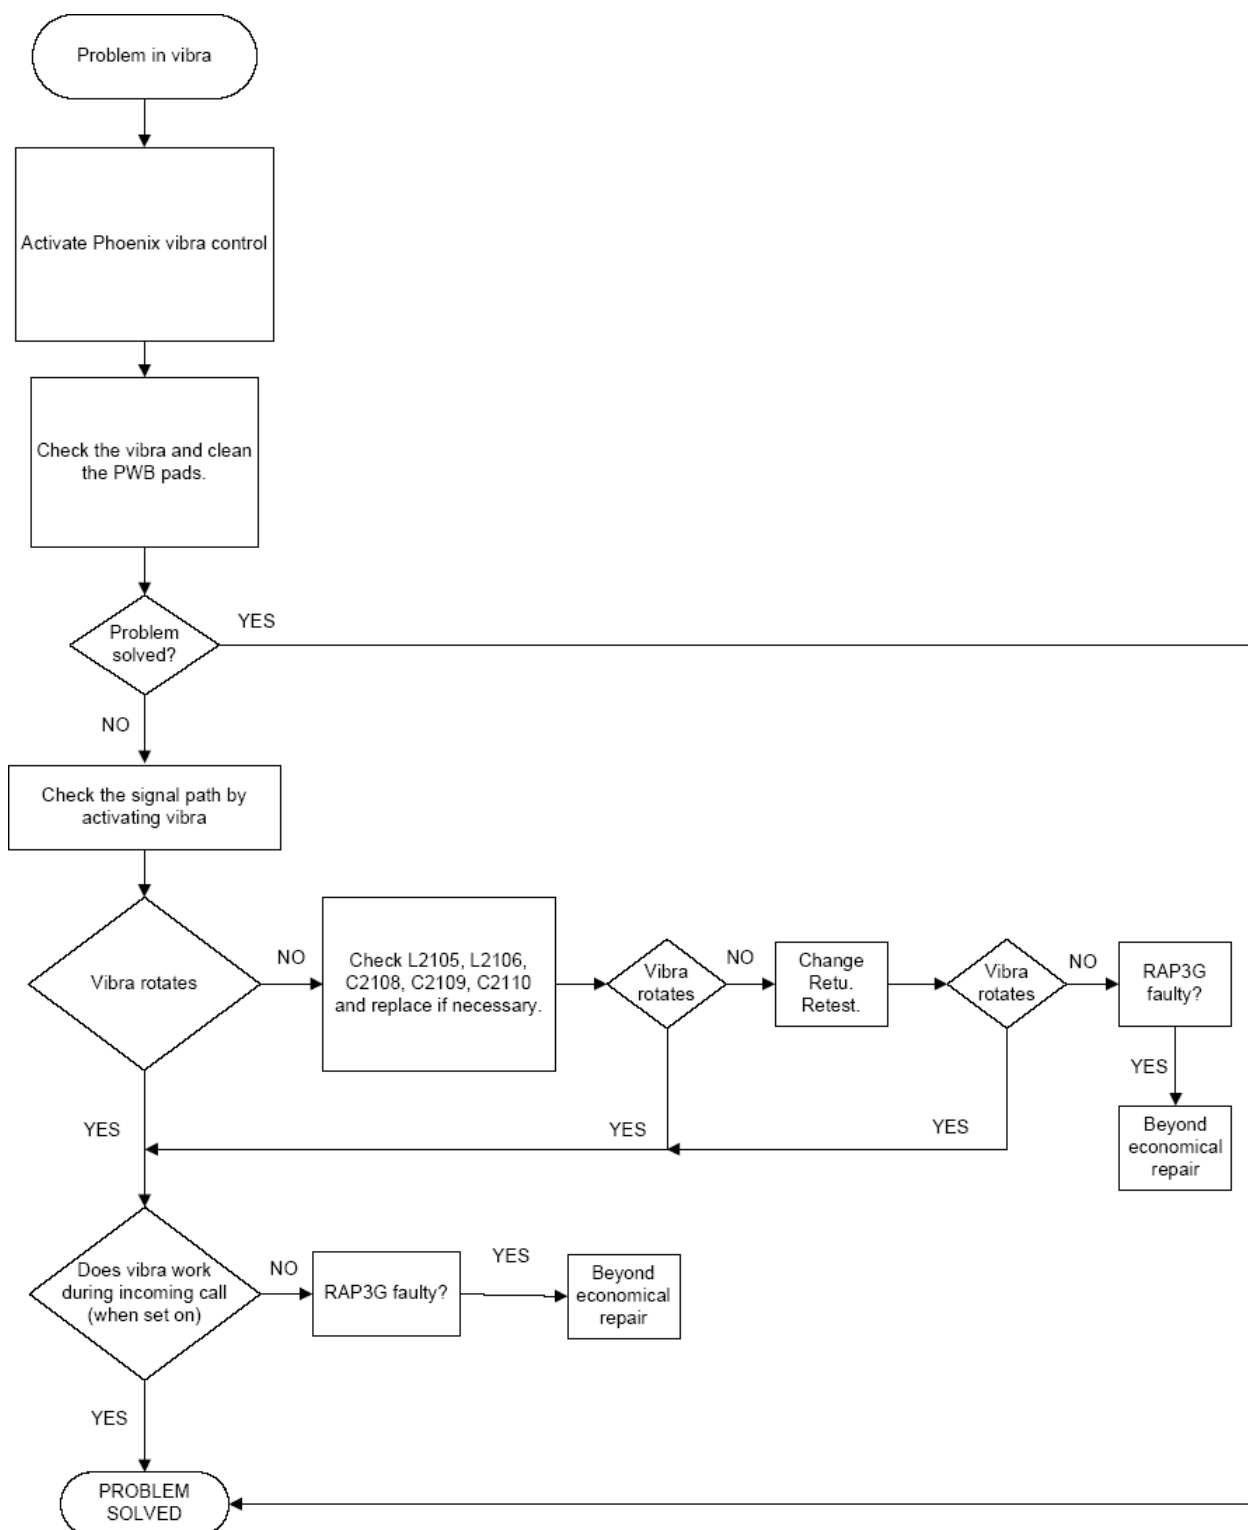 Problem in vibra
Activate Phoenix vibra control
Check the vibra and clean
the PWB pads.
Problem
solved?
YES
NO
Check the signal path by
activating vibra
Vibra rotates
NO
Check L2105, L2106,
C2108, C2109, C2110
and replace if necessary.
Vibra
rotates
NO
Change
Retu.
Retest.
Vibra
rotates
NO
RAP3G
faulty?
YES
Beyond
economical
repair
YES
YES
YES
Does vibra work
during incoming call
(when set on)
NO
RAP3G faulty?
YES
Beyond
economical
repair
YES
PROBLEM
SOLVED